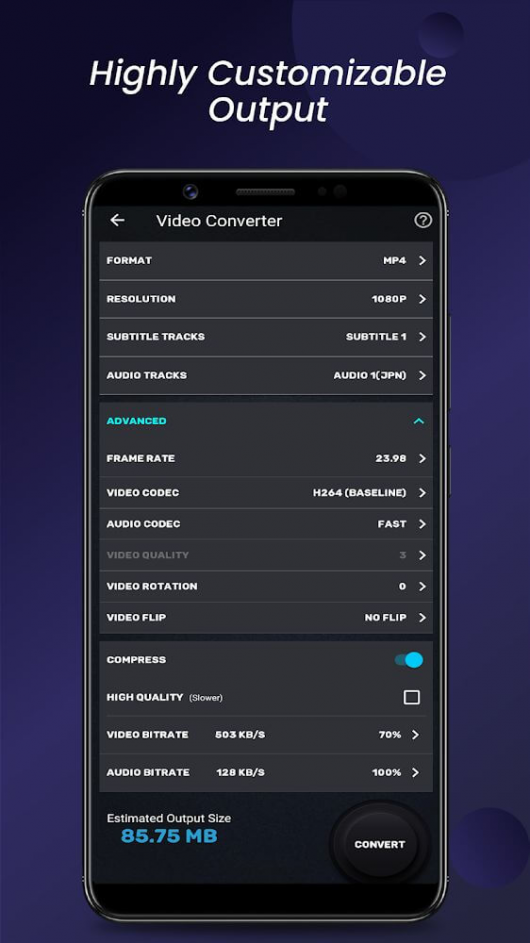 Highly Customizable
Output
Video Converter
FORMAT MP4
RESOLUTION 1080P
SUBTITLE TRACKS SUBTITLE 1
AUDIO TRACKS AUDIO 1(JPN)
ADVANCED
FRAME RATE 23.98
VIDEO CODEC H264 (BASELINE)
AUDIO CODEC FAST
VIDEO QUALITY 3
VIDEO ROTATION 0
VIDEO FLIP NO FLIP
COMPRESS
HIGH QUALITY (Slower)
VIDEO BITRATE 503 KB/S 70%
AUDIO BITRATE 128 KB/S 100%
Estimated Output Size
85.75 MB
CONVERT